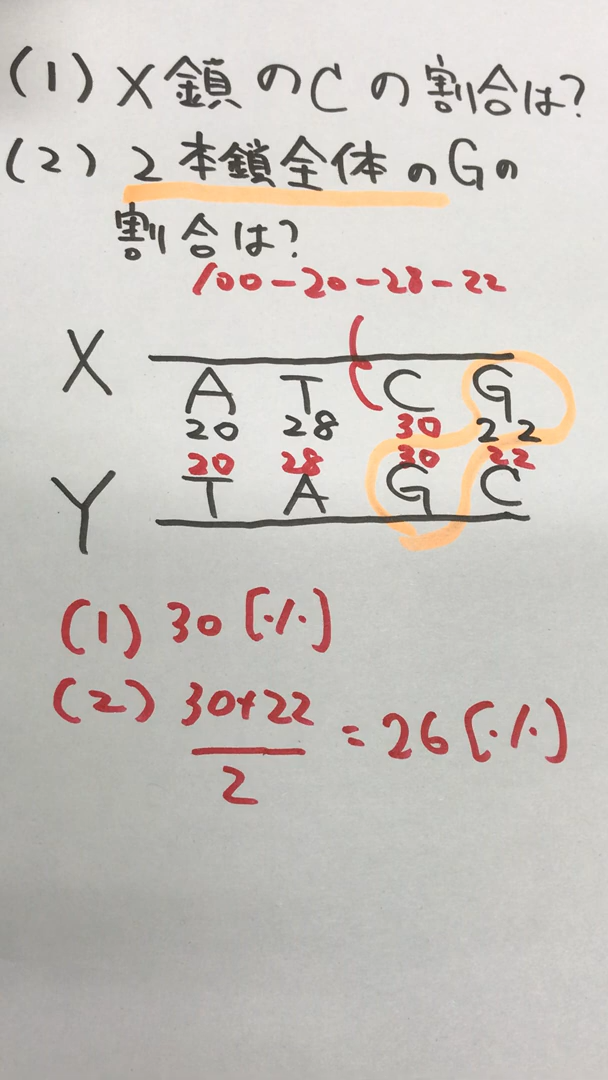 (1) X鎖のCの割合は?
(2) 2本鎖全体のGの
割合は?
100-20-28-22
X
A T C G
20 28 30 22
20 28 30 22
Y T A G C
(1) 30 [%]
(2) 30+22
2
= 26 [%]